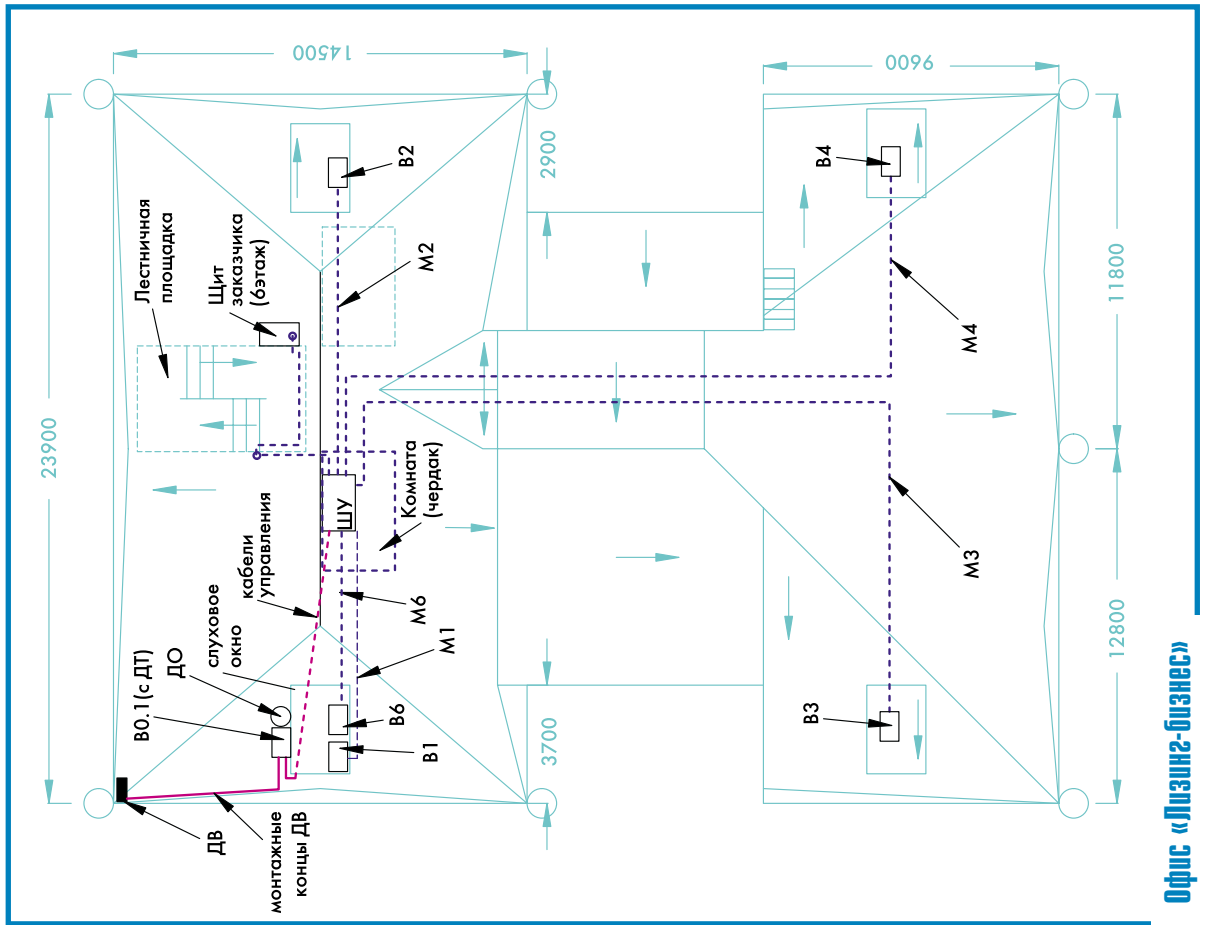 Офис «Лизинг-бизнес»
23900
14500
2900
9600
11800
12800
3700
Лестничная
площадка
Щит
заказчика
(6этаж)
В2
М2
В4
М4
М3
В3
ШУ
Комната
(чердак)
кабели
управления
слуховое
окно
М6
М1
В0.1(с ДТ)
ДО
В6
В1
ДВ
монтажные
концы ДВ